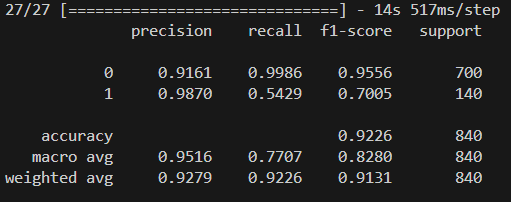 27/27 [==============================] - 14s 517ms/step
precision recall f1-score support
0 0.9161 0.9986 0.9556 700
1 0.9870 0.5429 0.7005 140
accuracy 0.9226 840
macro avg 0.9516 0.7707 0.8280 840
weighted avg 0.9279 0.9226 0.9131 840